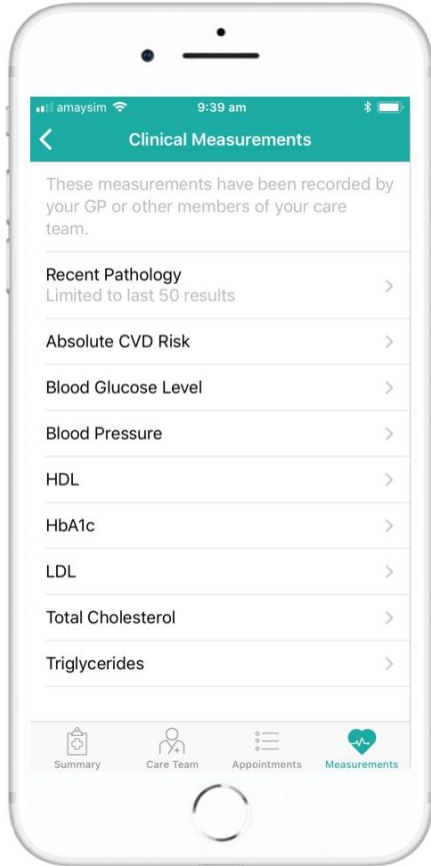 amaysim 9:39 am
Clinical Measurements
These measurements have been recorded by
your GP or other members of your care
team.
Recent Pathology
Limited to last 50 results
Absolute CVD Risk
Blood Glucose Level
Blood Pressure
HDL
HbA1c
LDL
Total Cholesterol
Triglycerides
Summary Care Team Appointments Measurements